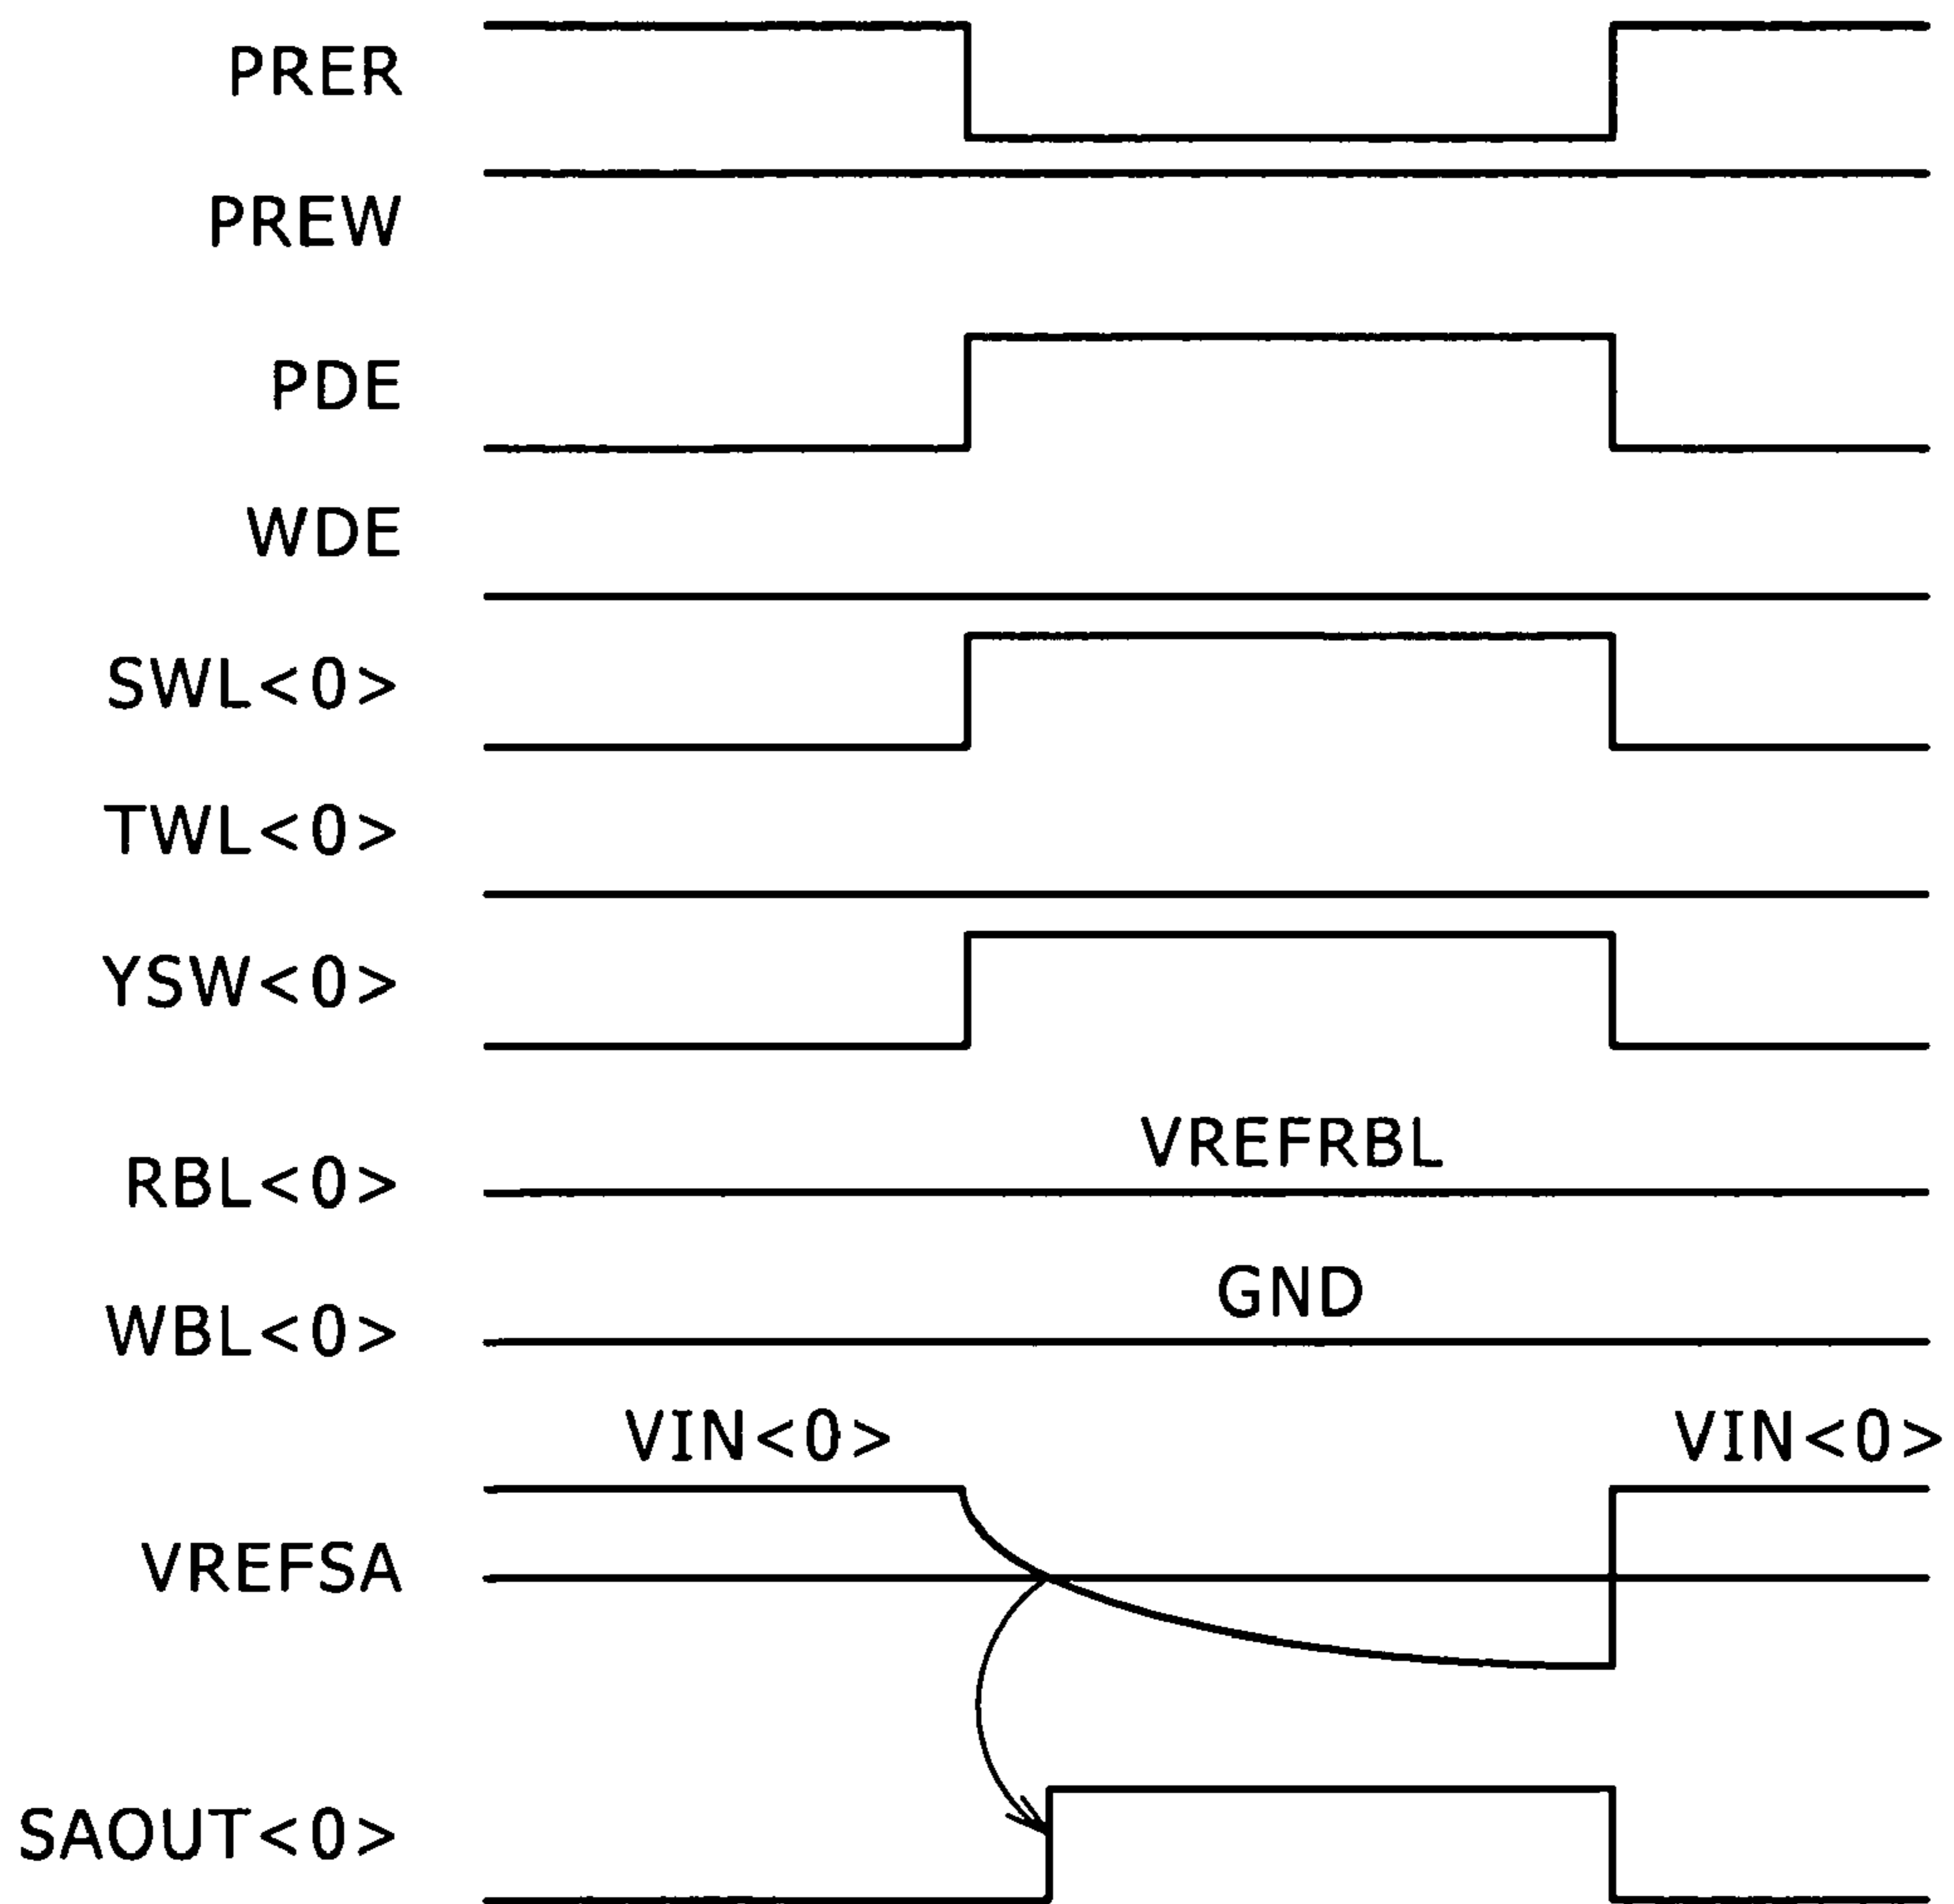 PRER
PREW
PDE
WDE
SWL<0>
TWL<0>
YSW<0>
VREFRBL
RBL<0>
GND
WBL<0>
VIN<0> VIN<0>
VREFSA
SAOUT<0>